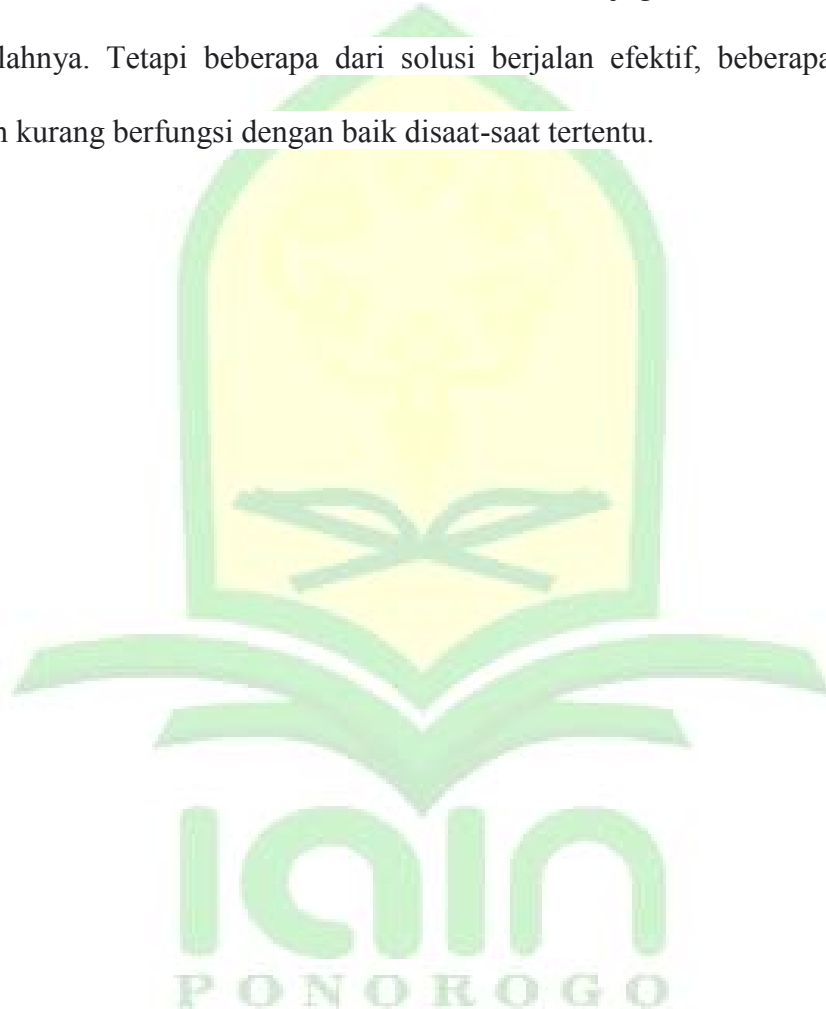 lahnya. Tetapi beberapa dari solusi berjalan efektif, beberapa
kurang berfungsi dengan baik disaat-saat tertentu.
iain
PONOROGO